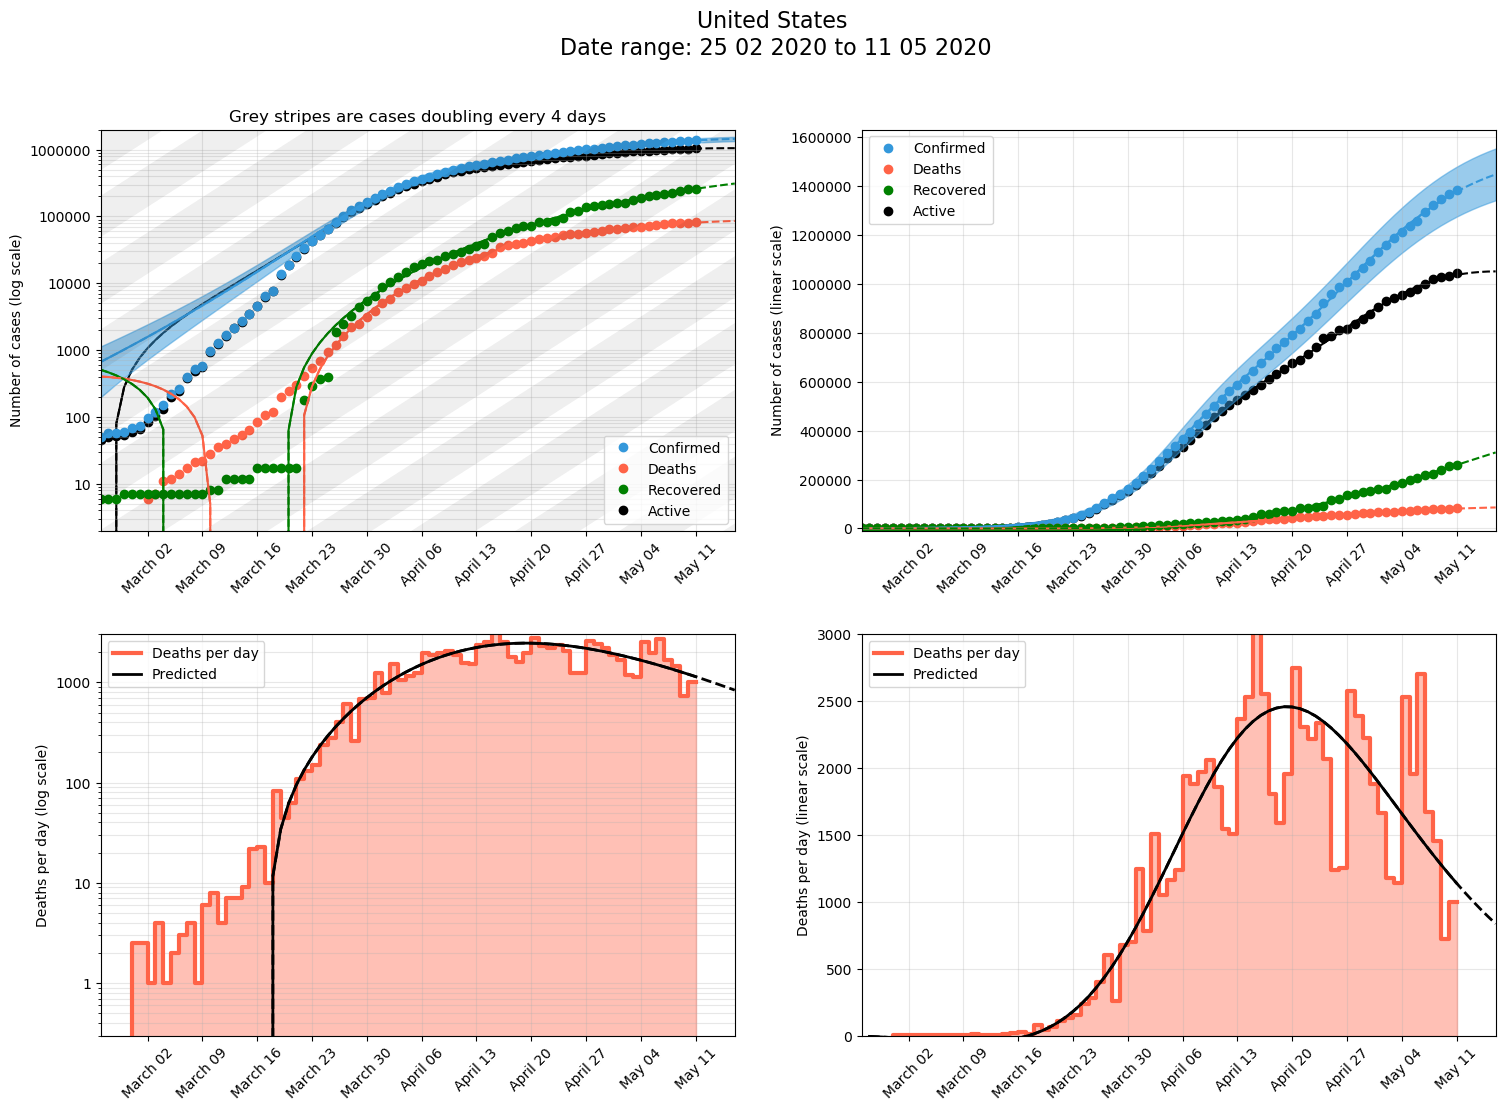 United States
Date range: 25 02 2020 to 11 05 2020
Grey stripes are cases doubling every 4 days
Number of cases (log scale)
1000000
100000
10000
1000
100
10
Confirmed
Deaths
Recovered
Active
March 02
March 09
March 16
March 23
March 30
April 06
April 13
April 20
April 27
May 04
May 11
Number of cases (linear scale)
1600000
1400000
1200000
1000000
800000
600000
400000
200000
0
Confirmed
Deaths
Recovered
Active
March 02
March 09
March 16
March 23
March 30
April 06
April 13
April 20
April 27
May 04
May 11
Deaths per day (log scale)
1000
100
10
1
Deaths per day
Predicted
March 02
March 09
March 16
March 23
March 30
April 06
April 13
April 20
April 27
May 04
May 11
Deaths per day (linear scale)
3000
2500
2000
1500
1000
500
0
Deaths per day
Predicted
March 02
March 09
March 16
March 23
March 30
April 06
April 13
April 20
April 27
May 04
May 11